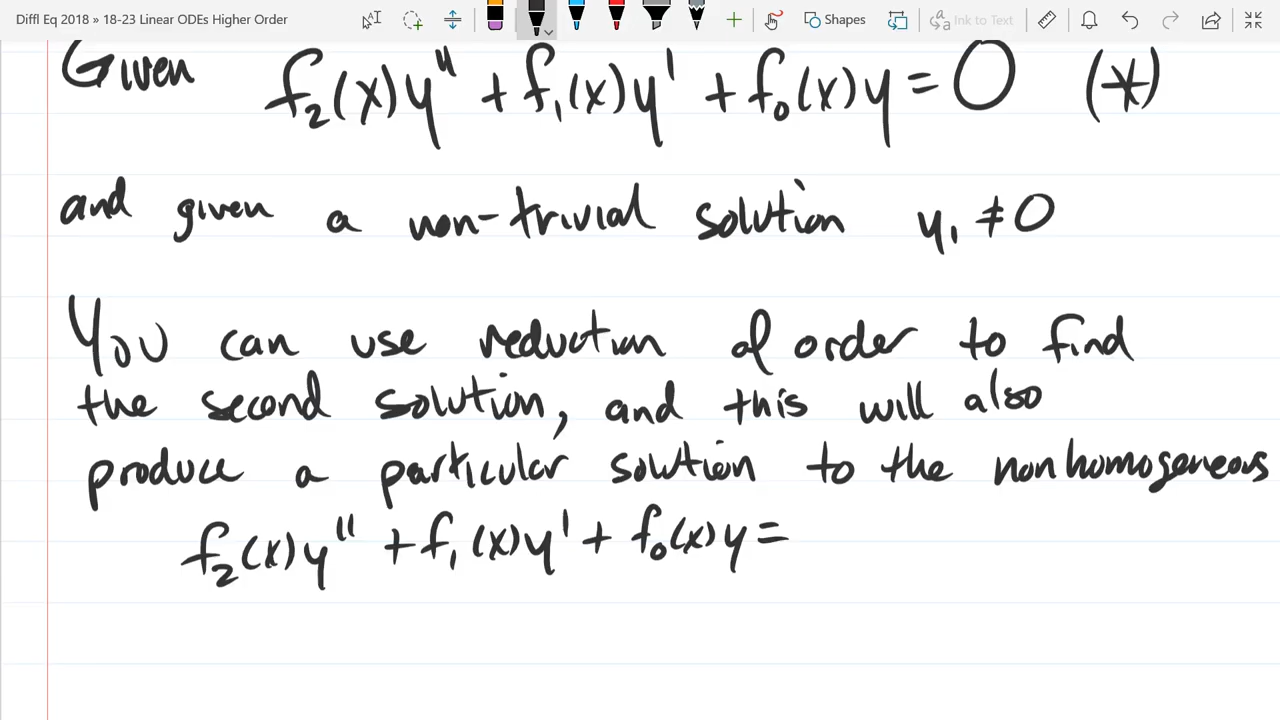 Diffl Eq 2018 » 18-23 Linear ODEs Higher Order
Shapes
Ink to Text
Given f₂(x)y'' + f₁(x)y' + f₀(x)y = 0 (*)
and given a non-trivial solution y₁ ≠ 0
You can use reduction of order to find
the second solution, and this will also
produce a particular solution to the nonhomogeneous
f₂(x)y'' + f₁(x)y' + f₀(x)y =